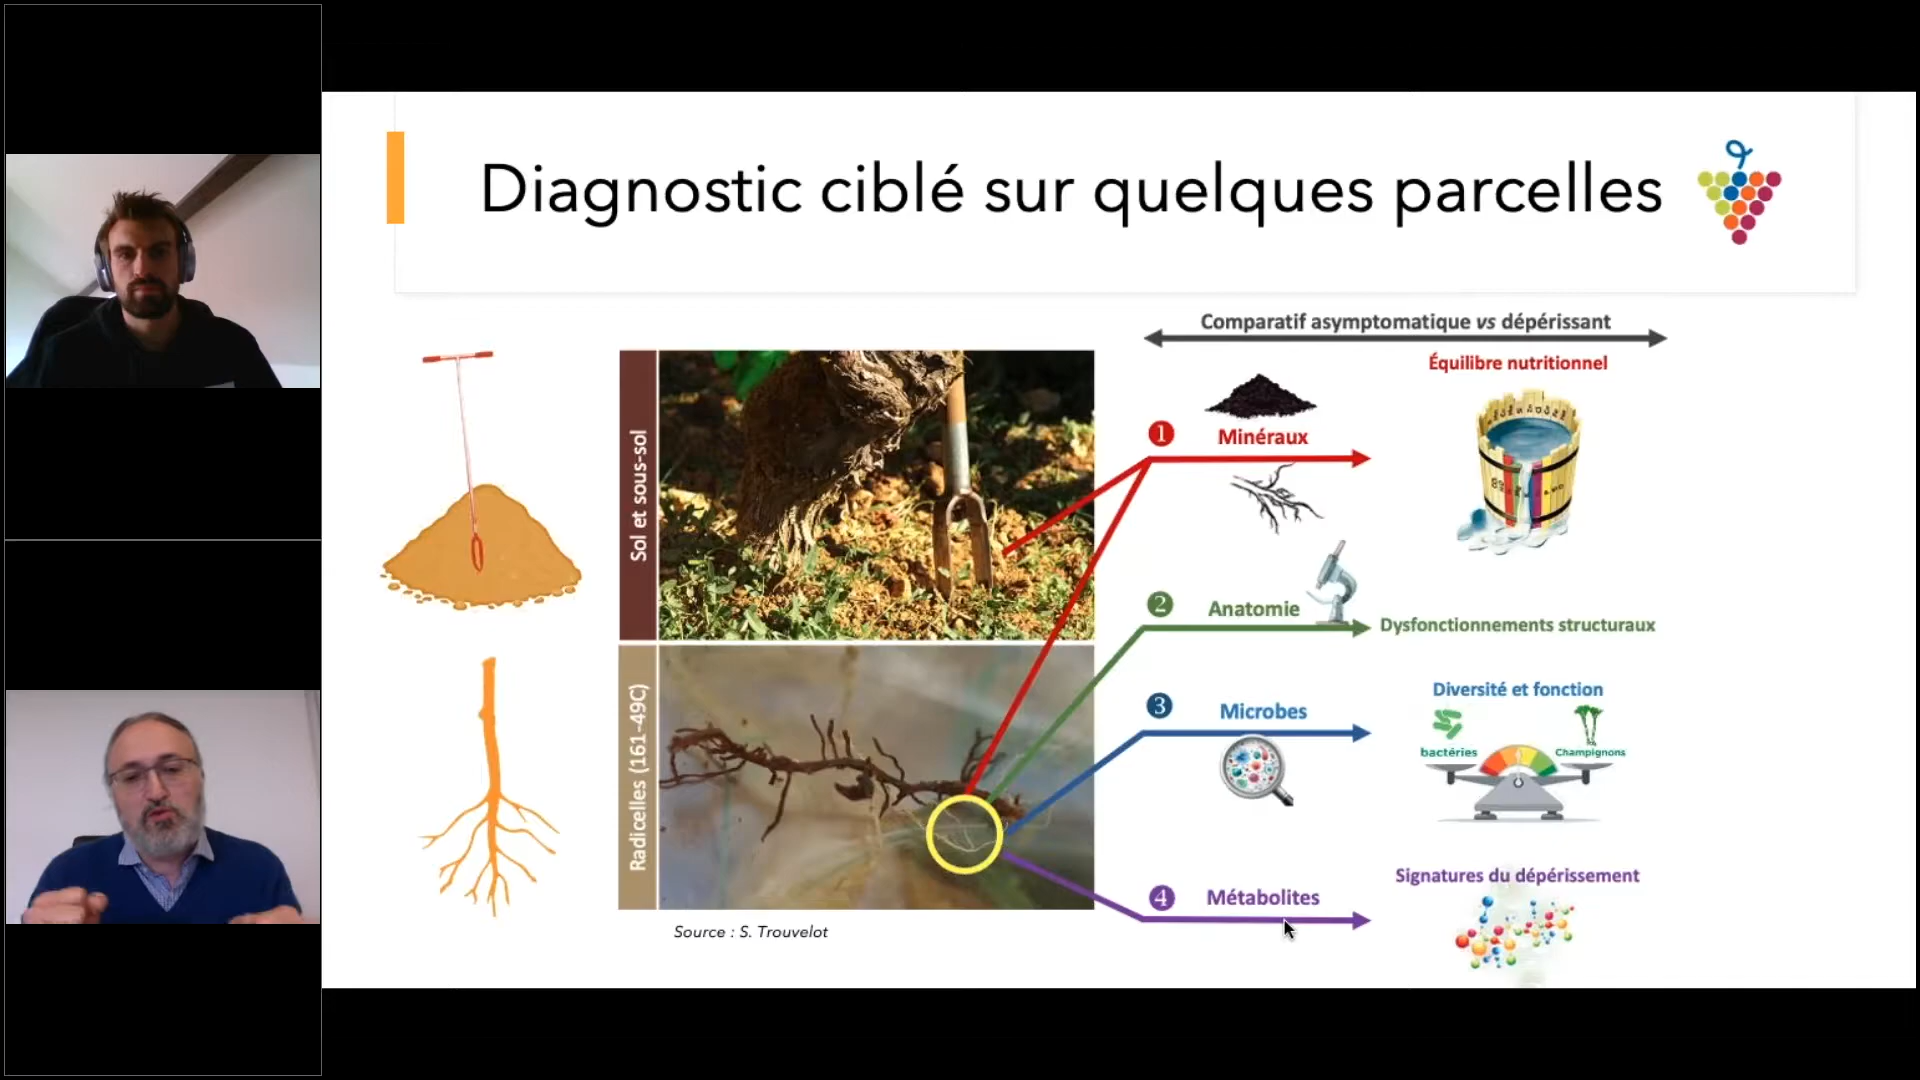 Diagnostic ciblé sur quelques parcelles
Comparatif asymptomatique vs dépérissant
Sol et sous-sol
Radicelles (161-49C)
Source : S. Trouvelot
1
Minéraux
Équilibre nutritionnel
2
Anatomie
Dysfonctionnements structuraux
3
Microbes
Diversité et fonction
bactéries
Champignons
4
Métabolites
Signatures du dépérissement